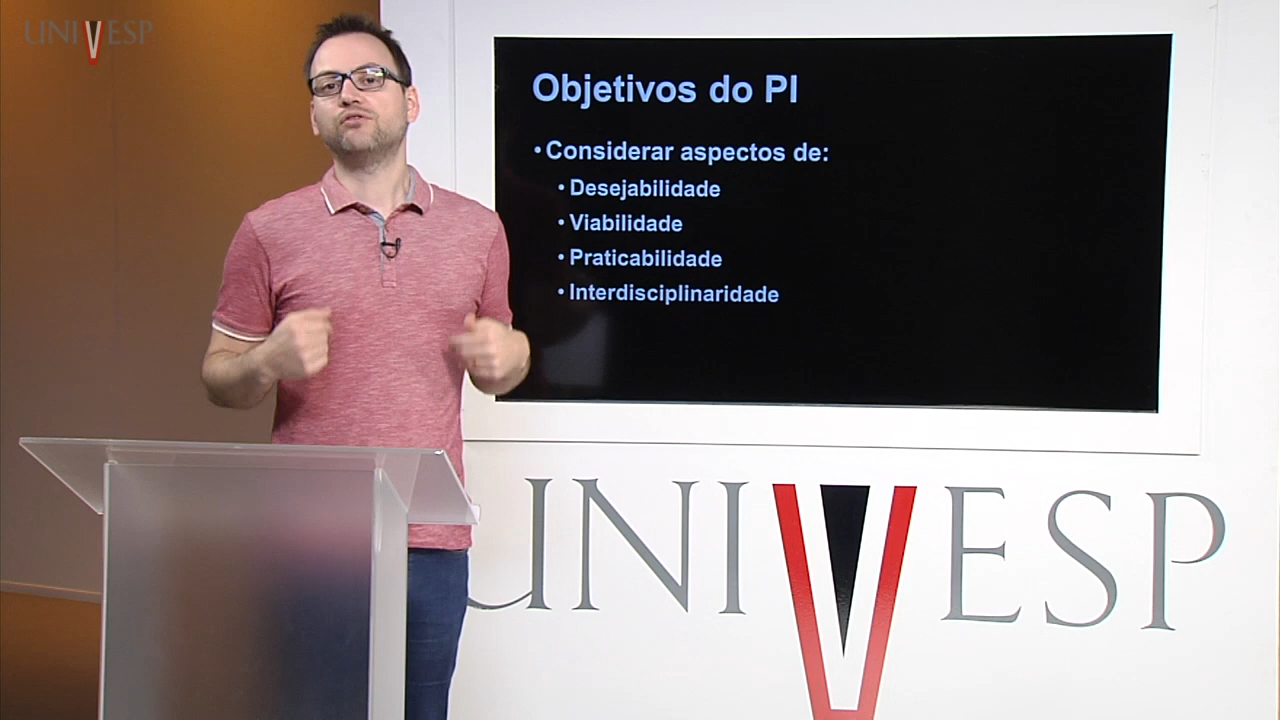 UNIVESP
Objetivos do PI
• Considerar aspectos de:
• Desejabilidade
• Viabilidade
• Praticabilidade
• Interdisciplinaridade
UNIVESP